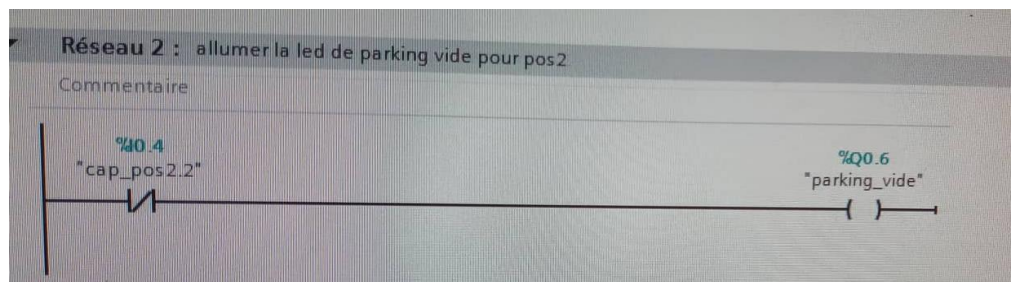 Réseau 2 : allumer la led de parking vide pour pos2
Commentaire
%I0.4
"cap_pos2.2"
%Q0.6
"parking_vide"